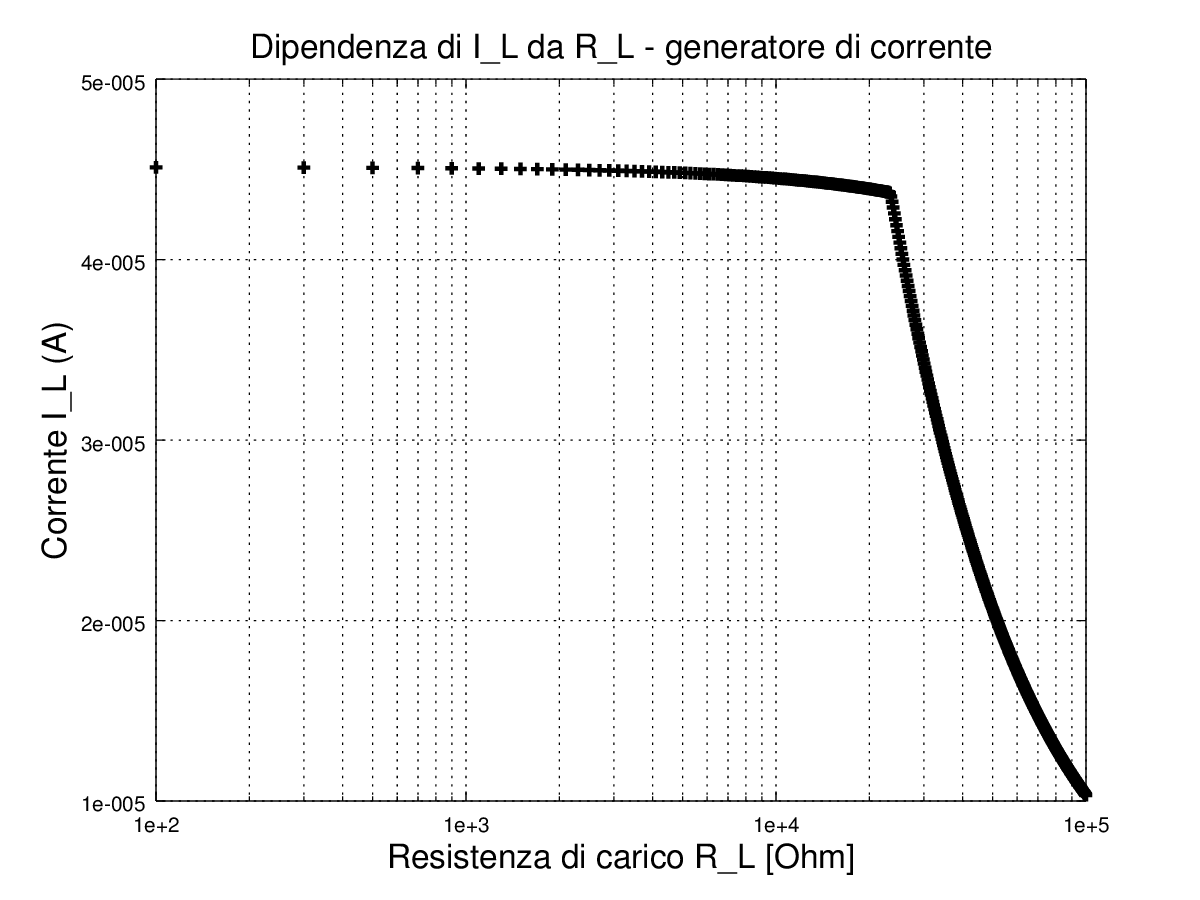 Dipendenza di I_L da R_L - generatore di corrente
5e-005
4e-005
3e-005
2e-005
1e-005
Corrente I_L (A)
1e+2
1e+3
1e+4
1e+5
Resistenza di carico R_L [Ohm]